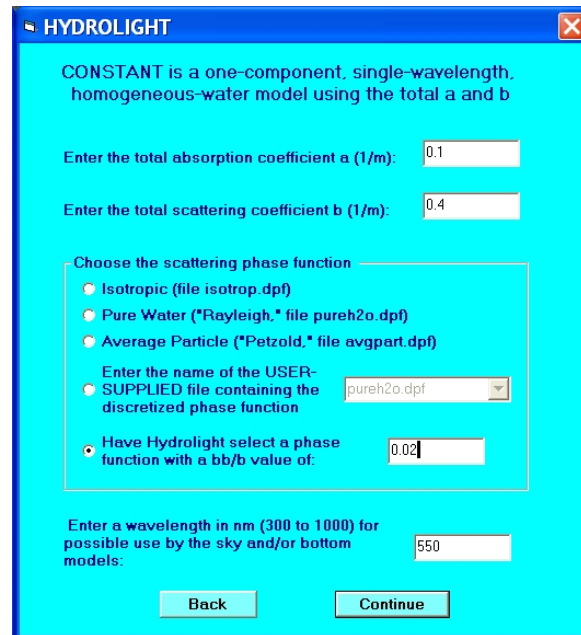 HYDROLIGHT
CONSTANT is a one-component, single-wavelength,
homogeneous-water model using the total a and b
Enter the total absorption coefficient a (1/m): 0.1
Enter the total scattering coefficient b (1/m): 0.4
Choose the scattering phase function
Isotropic (file isotrop.dpf)
Pure Water ("Rayleigh," file pureh2o.dpf)
Average Particle ("Petzold," file avgpart.dpf)
Enter the name of the USER-
SUPPLIED file containing the
discretized phase function
pureh2o.dpf
Have Hydrolight select a phase
function with a bb/b value of:
0.02
Enter a wavelength in nm (300 to 1000) for
possible use by the sky and/or bottom
models:
550
Back Continue